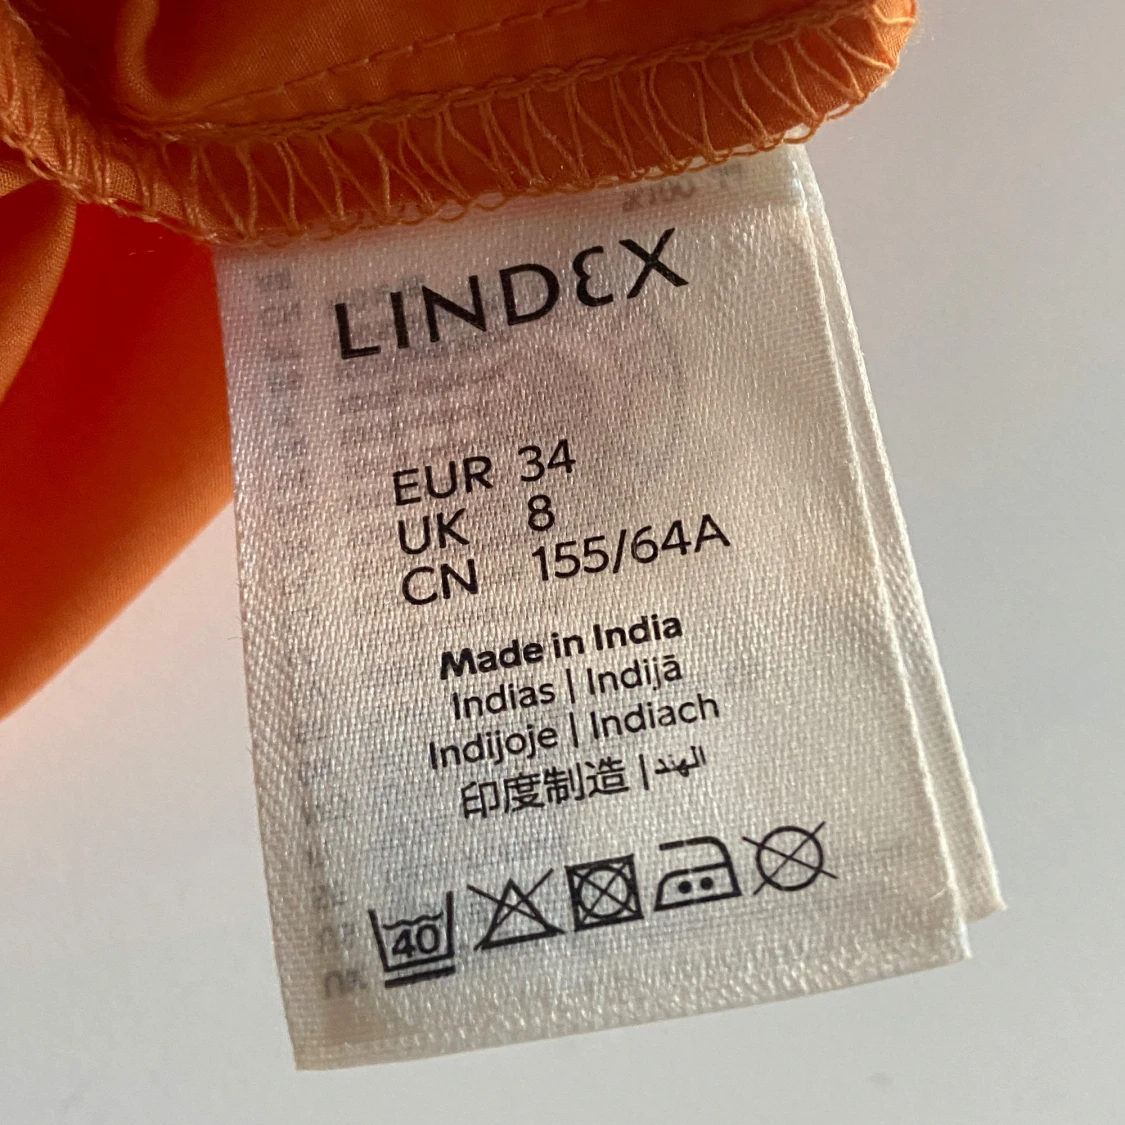 LINDEX
EUR 34
UK 8
CN 155/64A
Made in India
Indias | Indijā
Indijoje | Indiach
印度制造 | الهند
40